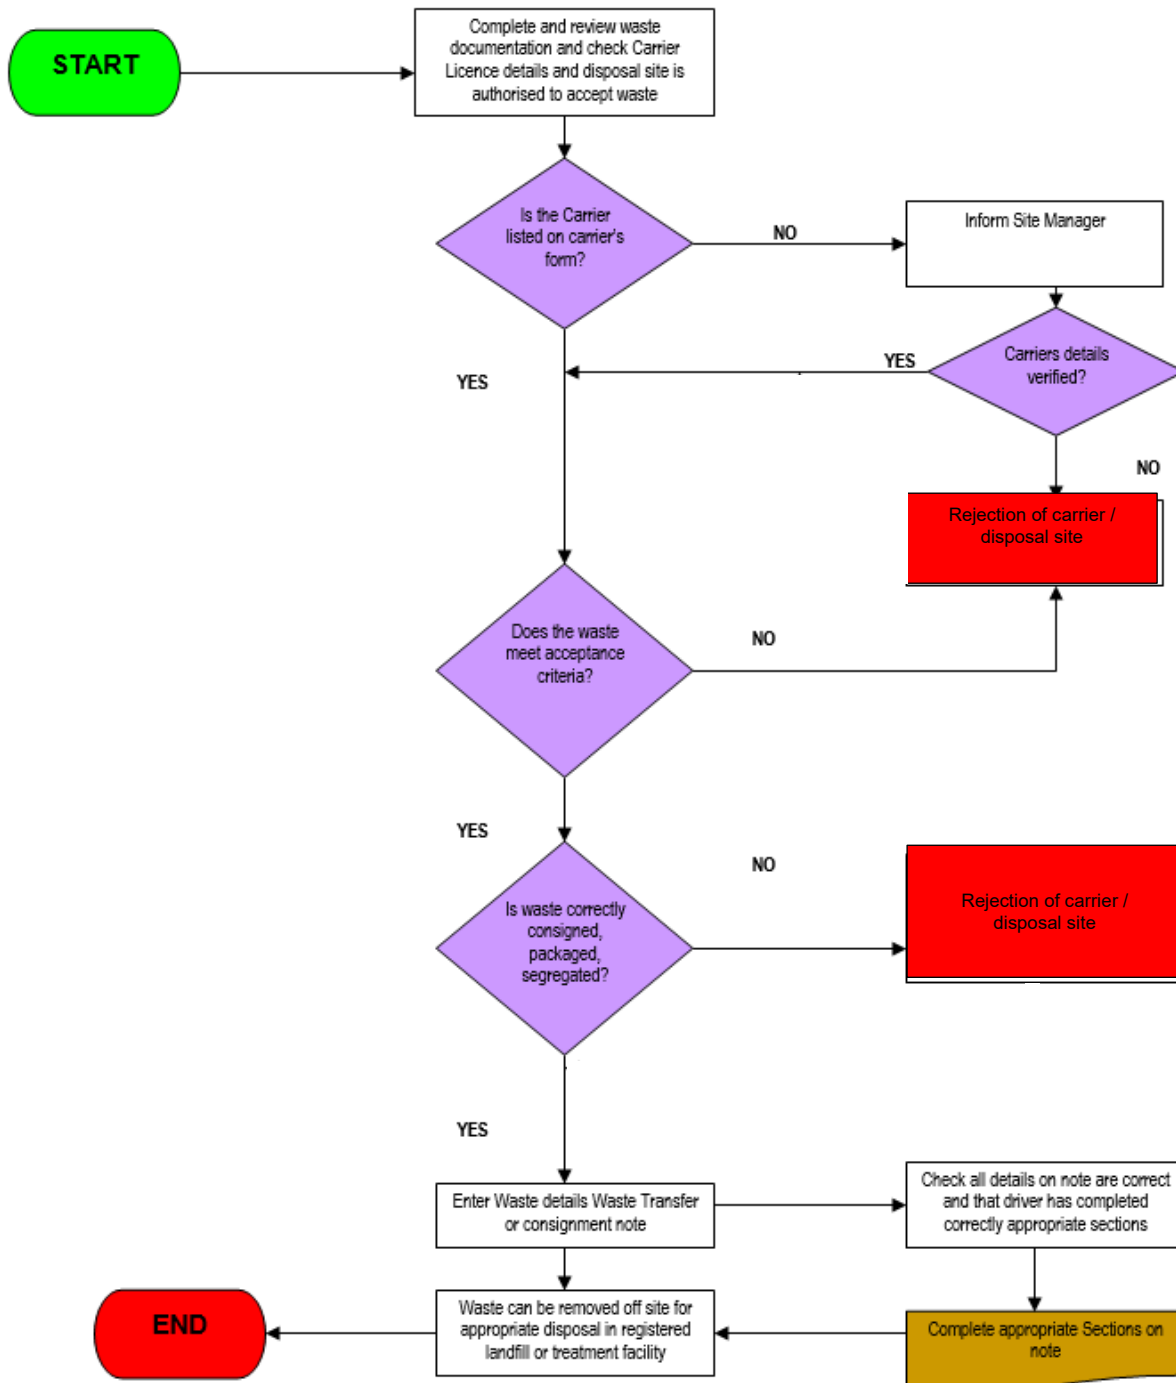 START
Complete and review waste
documentation and check Carrier
Licence details and disposal site is
authorised to accept waste
Is the Carrier
listed on carrier's
form?
NO
Inform Site Manager
YES
YES
Carriers details
verified?
NO
Rejection of carrier /
disposal site
Does the waste
meet acceptance
criteria?
NO
YES
NO
Is waste correctly
consigned,
packaged,
segregated?
Rejection of carrier /
disposal site
YES
Enter Waste details Waste Transfer
or consignment note
Check all details on note are correct
and that driver has completed
correctly appropriate sections
END
Waste can be removed off site for
appropriate disposal in registered
landfill or treatment facility
Complete appropriate Sections on
note